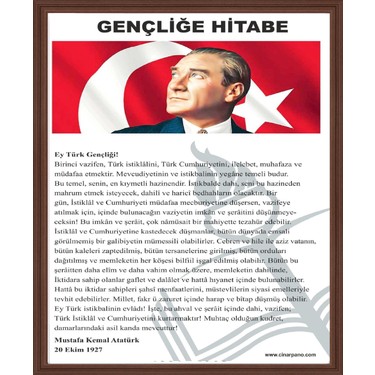 GENÇLİĞE HİTABE
Ey Türk Gençliği!
Birinci vazifen, Türk istiklâlini, Türk Cumhuriyetini, ilelebet, muhafaza ve
müdafaa etmektir. Mevcudiyetinin ve istikbalinin yegâne temeli budur.
Bu temel, senin, en kıymetli hazinendir. İstikbalde dahi, seni bu hazineden
mahrum etmek isteyecek, dahilî ve harici bedhahların olacaktır. Bir
gün, İstiklâl ve Cumhuriyeti müdafaa mecburiyetine düşersen, vazifeye
atılmak için, içinde bulunacağın vaziyetin imkân ve şerâitini düşünmeye-
ceksin! Bu imkân ve şerâit, çok nâmüsait bir mahiyette tezahür edebilir.
İstiklâl ve Cumhuriyetine kastedecek düşmanlar, bütün dünyada emsali
görülmemiş bir galibiyetin mümessili olabilirler. Cebren ve hile ile aziz vatanın,
bütün kaleleri zaptedilmiş, bütün tersanelerine girilmiş, bütün orduları
dağıtılmış ve memleketin her köşesi bilfiil işgal edilmiş olabilir. Bütün bu
şerâitten daha elîm ve daha vahim olmak üzere, memleketin dahilinde,
iktidara sahip olanlar gaflet ve dalâlet ve hattâ hıyanet içinde bulunabilirler.
Hattâ bu iktidar sahipleri şahsî menfaatlerini, müstevlilerin siyasi emelleriyle
tevhit edebilirler. Millet, fakr ü zaruret içinde harap ve bitap düşmüş olabilir.
Ey Türk istikbalinin evlâdı! İşte, bu ahval ve şerâit içinde dahi, vazifen;
Türk İstiklâl ve Cumhuriyetini kurtarmaktır! Muhtaç olduğun kudret,
damarlarındaki asil kanda mevcuttur!
Mustafa Kemal Atatürk
20 Ekim 1927
www.cinarpano.com